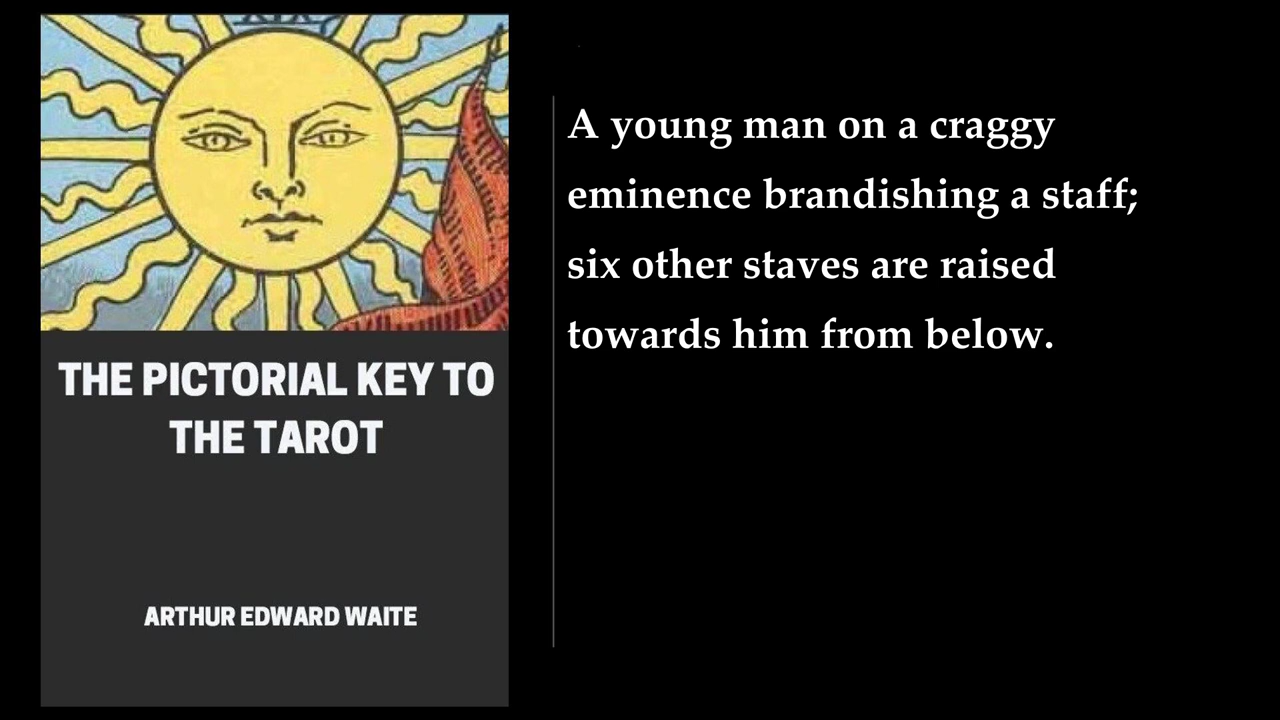 THE PICTORIAL KEY TO
THE TAROT
ARTHUR EDWARD WAITE
A young man on a craggy
eminence brandishing a staff;
six other staves are raised
towards him from below.